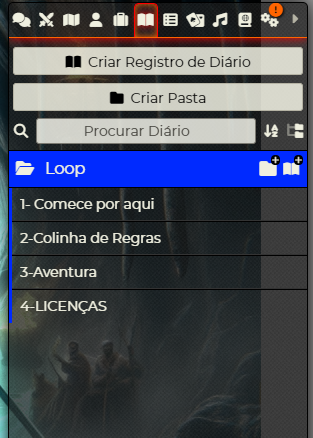 !
Criar Registro de Diário
Criar Pasta
Procurar Diário
Loop
1- Comece por aqui
2-Colinha de Regras
3-Aventura
4-LICENÇAS